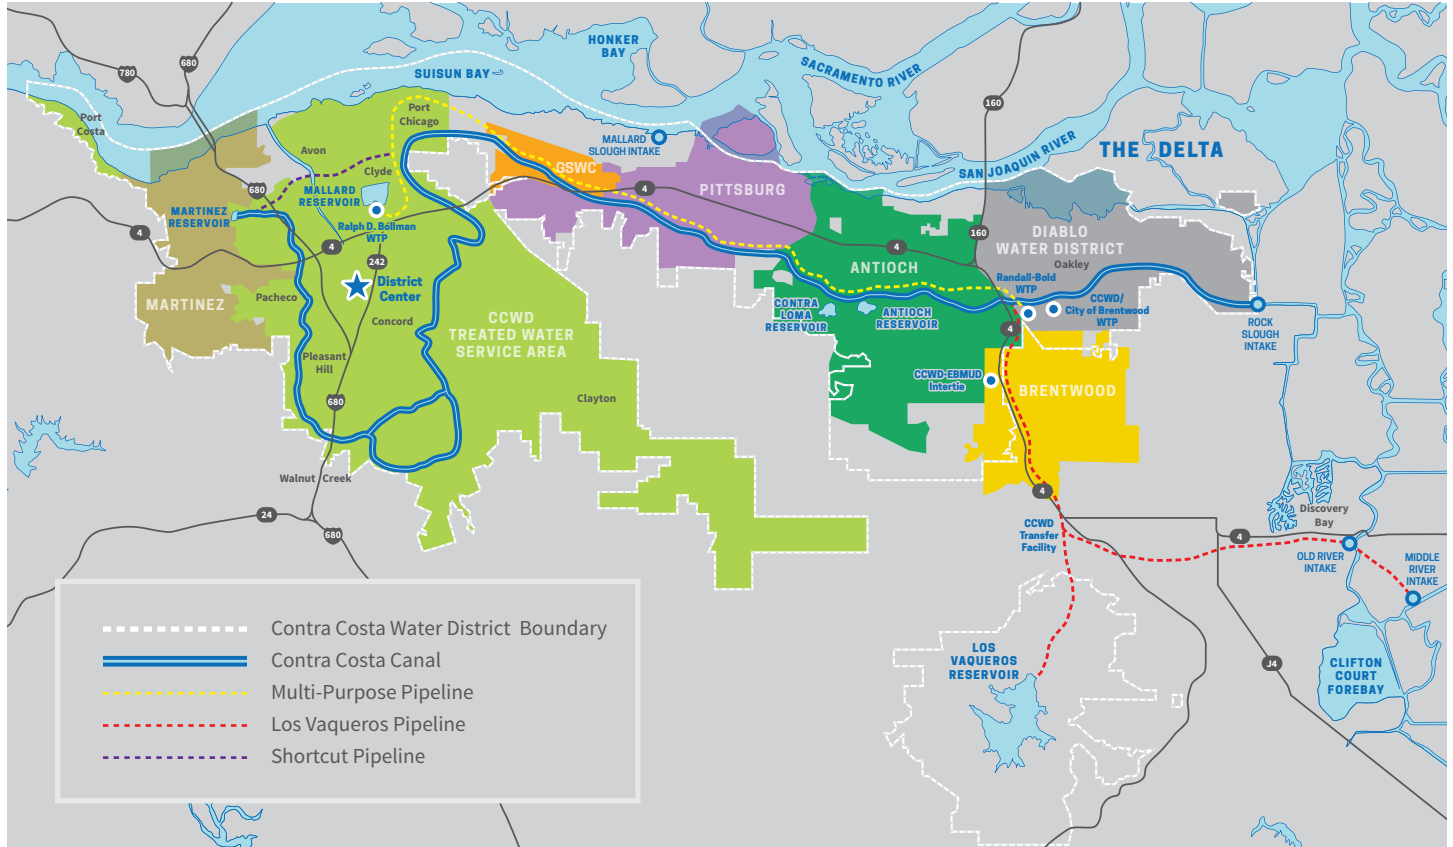 HONKER
BAY
SUISUN BAY
SACRAMENTO RIVER
680
780
160
Port
Costa
Port
Chicago
MALLARD
SLOUGH INTAKE
SAN JOAQUIN RIVER
THE DELTA
Avon
Clyde
GSWC
680
MALLARD
RESERVOIR
4
PITTSBURG
MARTINEZ
RESERVOIR
Ralph D. Bollman
WTP
4
4
160
4
DIABLO
WATER DISTRICT
Oakley
242
ANTIOCH
Randall-Bold
WTP
District
Center
MARTINEZ
Pacheco
Concord
CCWD
TREATED WATER
SERVICE AREA
CONTRA
LOMA
RESERVOIR
ANTIOCH
RESERVOIR
CCWD/
City of Brentwood
WTP
ROCK
SLOUGH
INTAKE
4
Pleasant
Hill
CCWD-EBMUD
Intertie
BRENTWOOD
680
Clayton
Walnut Creek
4
24
680
Discovery
Bay
CCWD
Transfer
Facility
4
OLD RIVER
INTAKE
MIDDLE
RIVER
INTAKE
LOS
VAQUEROS
RESERVOIR
J4
CLIFTON
COURT
FOREBAY
Contra Costa Water District Boundary
Contra Costa Canal
Multi-Purpose Pipeline
Los Vaqueros Pipeline
Shortcut Pipeline